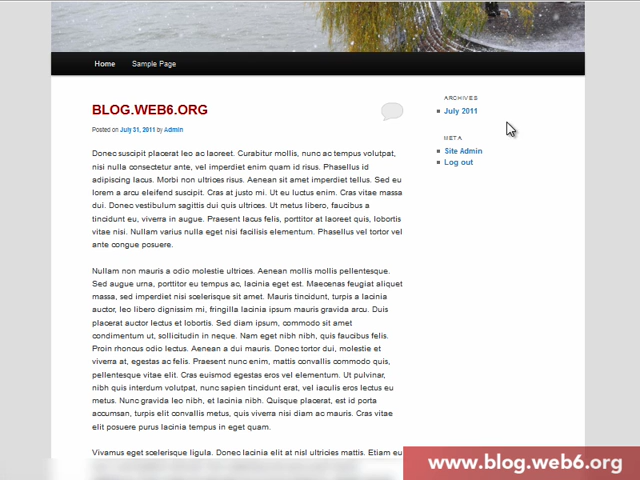 Home Sample Page
BLOG.WEB6.ORG
Posted on July 31, 2011 by Admin
Donec suscipit placerat leo ac laoreet. Curabitur mollis, nunc ac tempus volutpat,
nisi nulla consectetur ante, vel imperdiet enim quam id risus. Phasellus id
adipiscing lacus. Morbi non ultrices risus. Aenean sit amet imperdiet tellus. Sed eu
lorem a arcu eleifend suscipit. Cras at justo mi. Ut eu luctus enim. Cras vitae massa
dui. Donec vestibulum sagittis dui quis ultrices. Ut metus libero, faucibus a
tincidunt eu, viverra in augue. Praesent lacus felis, porttitor at laoreet quis, lobortis
vitae nisi. Nullam varius nulla eget nisi facilisis elementum. Phasellus vel tortor vel
ante congue posuere.
Nullam non mauris a odio molestie ultrices. Aenean mollis mollis pellentesque.
Sed augue urna, porttitor eu tempus ac, lacinia eget est. Maecenas feugiat aliquet
massa, sed imperdiet nisi scelerisque sit amet. Mauris tincidunt, turpis a lacinia
auctor, leo libero dignissim mi, fringilla lacinia ipsum mauris gravida arcu. Duis
placerat auctor lectus et lobortis. Sed diam ipsum, commodo sit amet
condimentum ut, sollicitudin in neque. Nam eget nibh nibh, quis faucibus felis.
Proin rhoncus odio lectus. Aenean a dui mauris. Donec tortor dui, molestie et
viverra at, egestas ac felis. Praesent nunc enim, mattis convallis commodo quis,
pellentesque vitae elit. Cras euismod egestas eros vel elementum. Ut pulvinar,
nibh quis interdum volutpat, nunc sapien tincidunt erat, vel iaculis eros lectus eu
metus. Nunc gravida leo nibh, et lacinia nibh. Quisque placerat, est id porta
accumsan, turpis elit convallis metus, quis viverra nisi diam ac mauris. Cras vitae
elit posuere purus lacinia tempus in eget quam.
Vivamus eget scelerisque ligula. Donec lacinia elit at nisl ultricies mattis. Etiam eu
ARCHIVES
July 2011
META
Site Admin
Log out
www.blog.web6.org